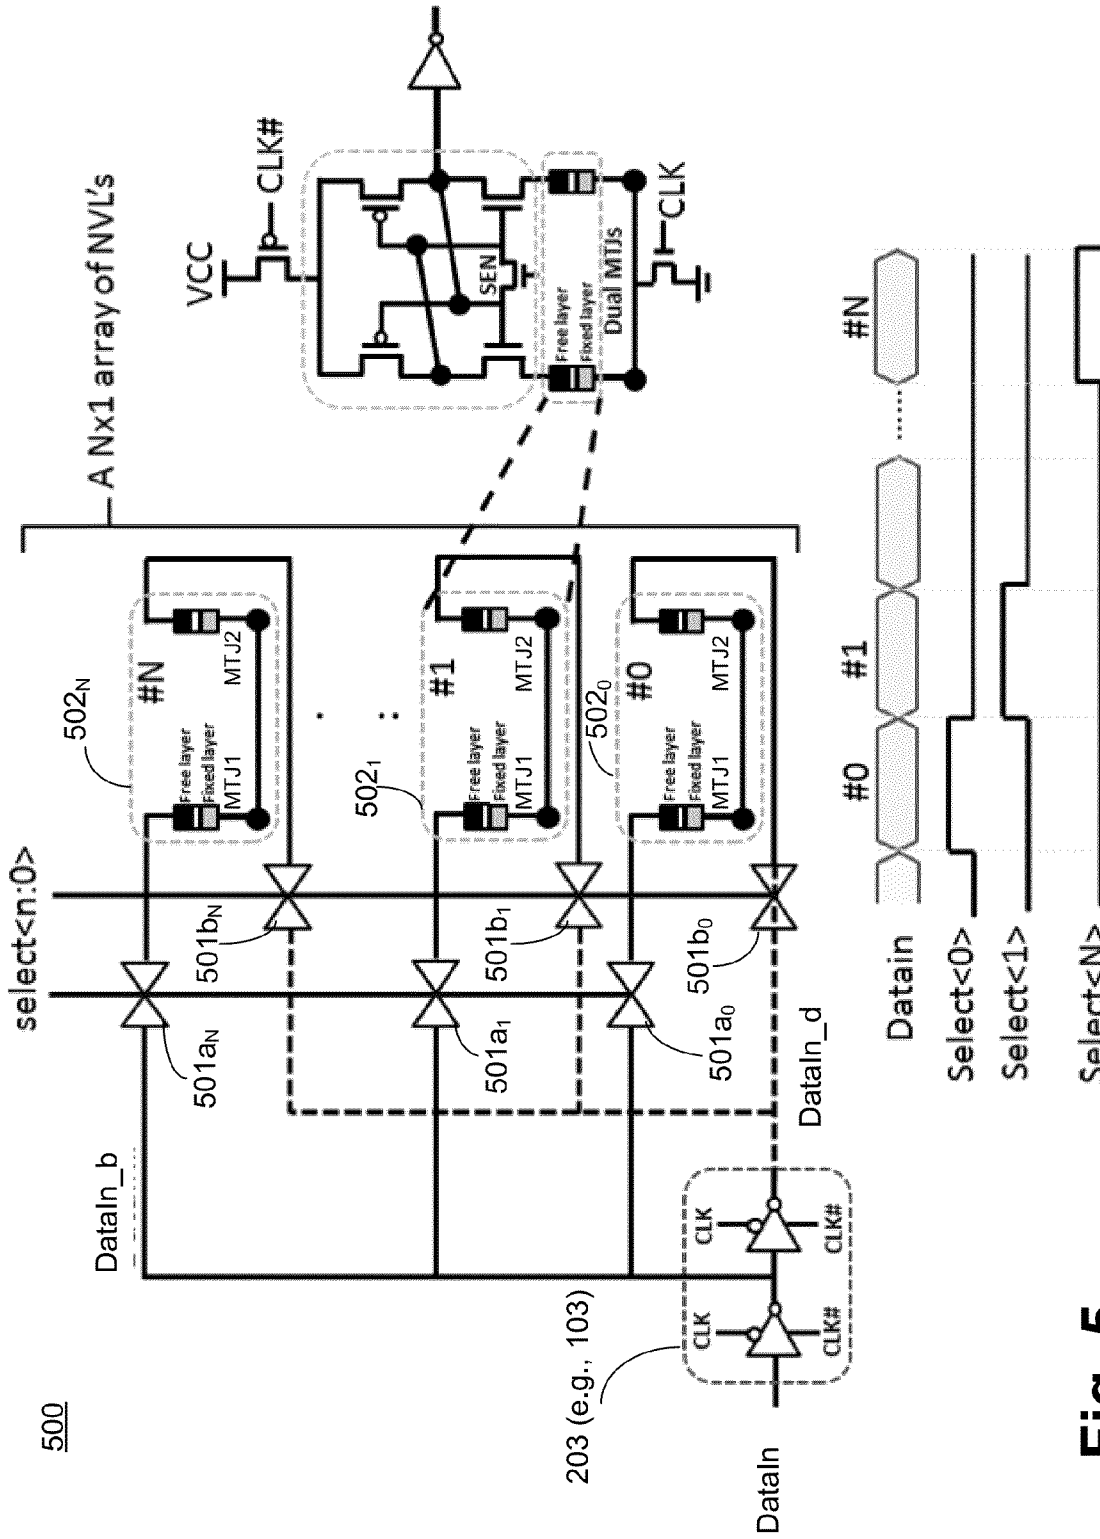 500
DataIn
203 (e.g., 103)
CLK
CLK#
CLK
CLK#
DataIn_b
DataIn_d
select<n:0>
501aN
501a1
501a0
501bN
501b1
501b0
502N
#N
Free layer
Fixed layer
MTJ1
MTJ2
5021
#1
Free layer
Fixed layer
MTJ1
MTJ2
5020
#0
Free layer
Fixed layer
MTJ1
MTJ2
A Nx1 array of NVL's
VCC
CLK#
SEN
Free layer
Fixed layer
Dual MTJs
CLK
#0
#1
#N
Datain
Select<0>
Select<1>
Select<N>
Fig. 5